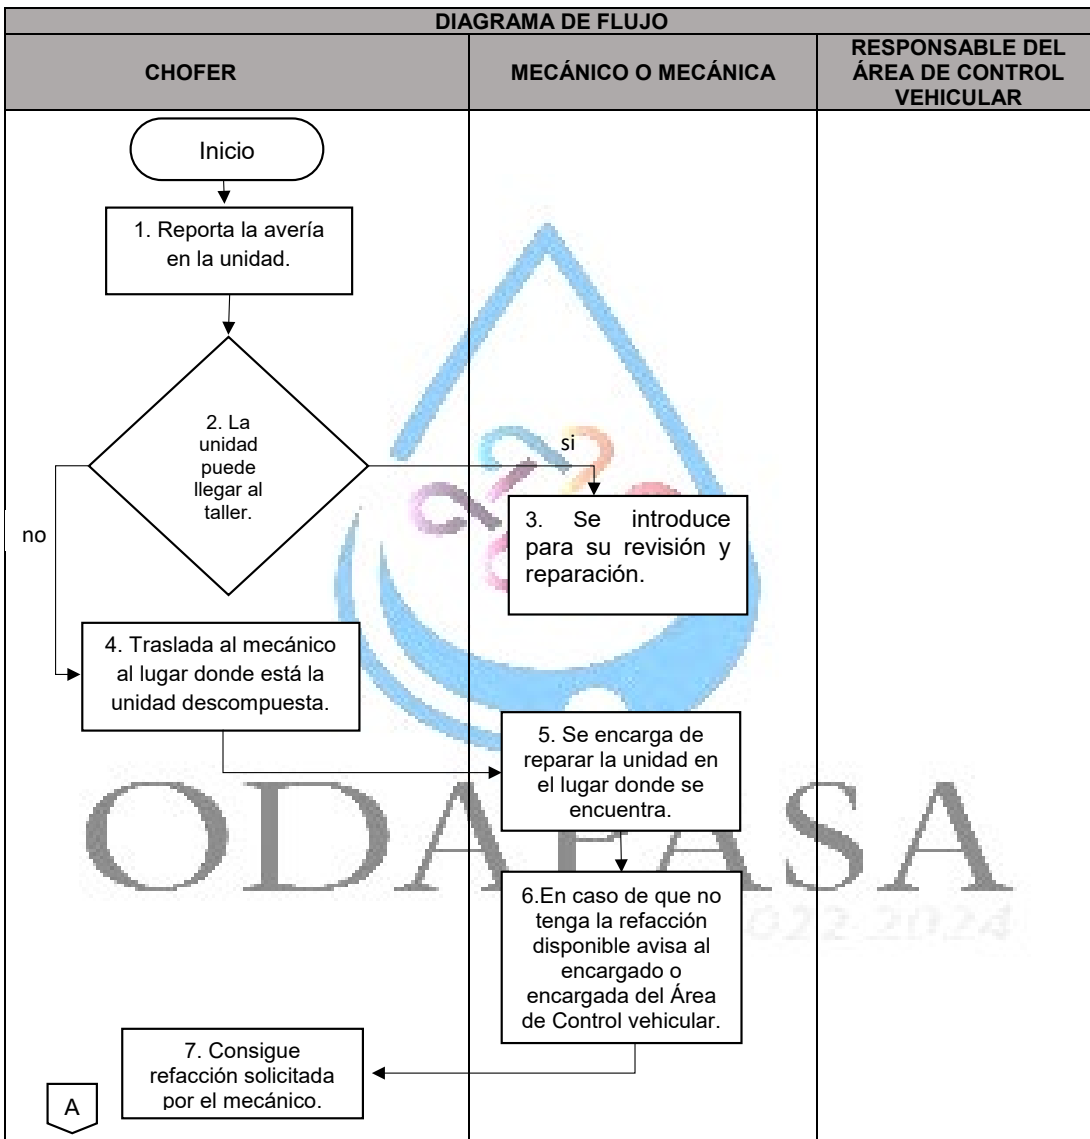 DIAGRAMA DE FLUJO
CHOFER
MECÁNICO O MECÁNICA
RESPONSABLE DEL
ÁREA DE CONTROL
VEHICULAR
Inicio
1. Reporta la avería
en la unidad.
2. La
unidad
puede
llegar al
taller.
si
no
3. Se introduce
para su revisión y
reparación.
4. Traslada al mecánico
al lugar donde está la
unidad descompuesta.
5. Se encarga de
reparar la unidad en
el lugar donde se
encuentra.
ODAPASA
2022-2024
6.En caso de que no
tenga la refacción
disponible avisa al
encargado o
encargada del Área
de Control vehicular.
7. Consigue
refacción solicitada
por el mecánico.
A